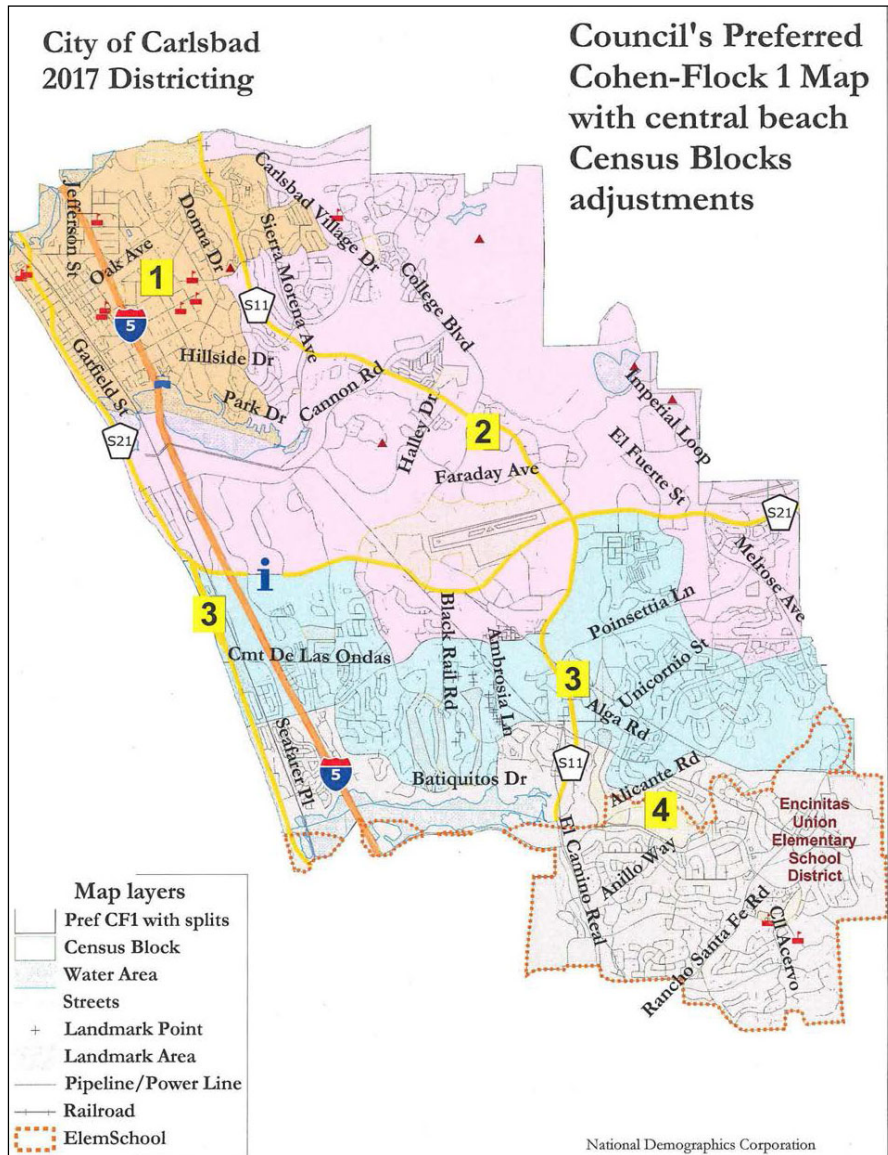 City of Carlsbad
2017 Districting
Council's Preferred
Cohen-Flock 1 Map
with central beach
Census Blocks
adjustments
Jefferson St
Oak Ave
Donna Dr
Carlsbad Village Dr
Sierra Morena Ave
College Blvd
1
S11
5
Hillside Dr
Garfield St
Park Dr
Cannon Rd
Halley Dr
Imperial Loop
S21
2
El Fuerte St
Faraday Ave
S21
Melrose Ave
i
3
Black Rail Rd
Poinsettia Ln
Cmt De Las Ondas
Ambrosia Ln
3
Unicornio St
Alga Rd
Seafarer Pl
5
S11
Batiquitos Dr
Alicante Rd
4
Encinitas
Union
Elementary
School
District
El Camino Real
Anillo Way
Rancho Santa Fe Rd
Cll Acervo
Map layers
Pref CF1 with splits
Census Block
Water Area
Streets
Landmark Point
Landmark Area
Pipeline/Power Line
Railroad
ElemSchool
National Demographics Corporation